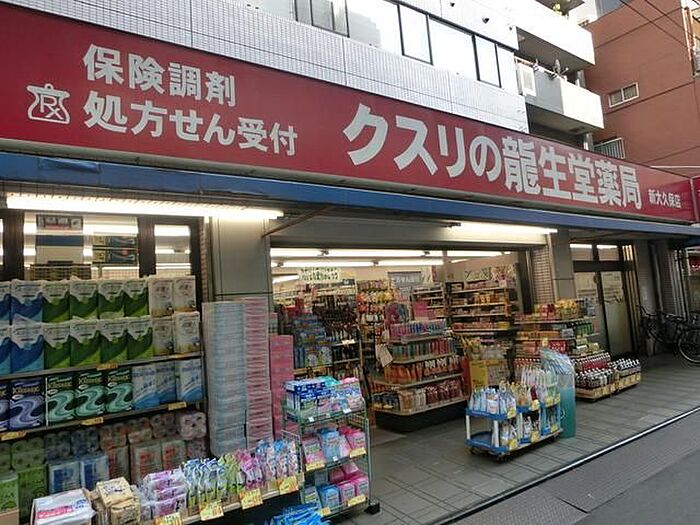 保険調剤
処方せん受付
Rx
クスリの龍生堂薬局
新大久保店